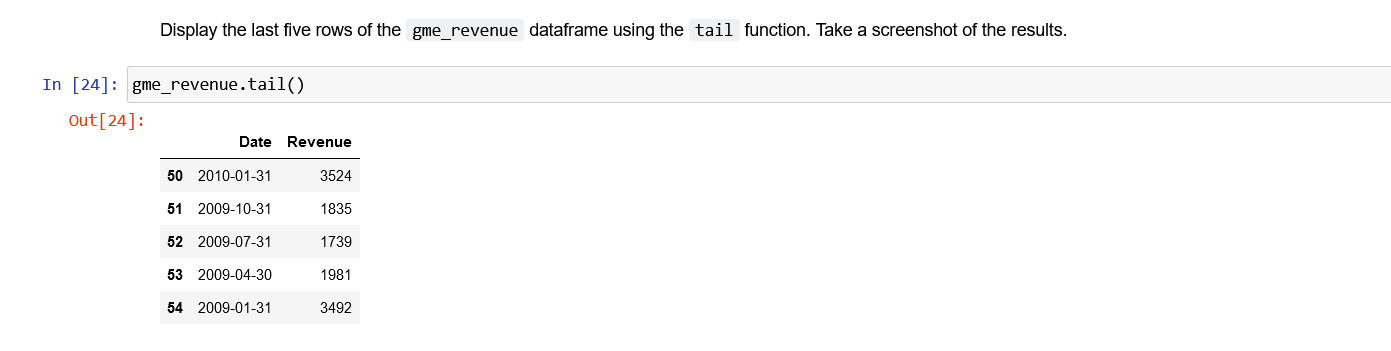 Display the last five rows of the gme_revenue dataframe using the tail function. Take a screenshot of the results.
In [24]: gme_revenue.tail()
Out[24]:
Date Revenue
50 2010-01-31 3524
51 2009-10-31 1835
52 2009-07-31 1739
53 2009-04-30 1981
54 2009-01-31 3492